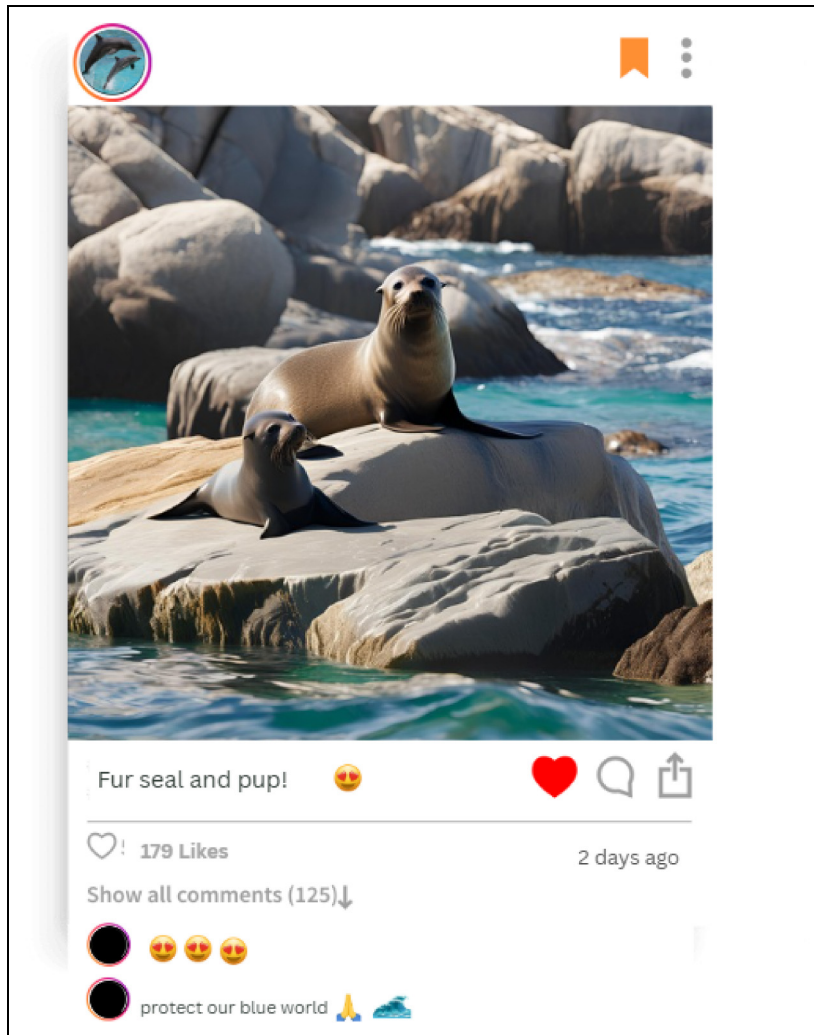 Fur seal and pup! 😍
179 Likes
2 days ago
Show all comments (125)↓
😍 😍 😍
protect our blue world 🙏 🌊